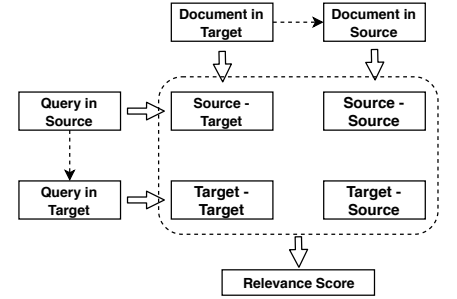 Document in
Target
Document in
Source
Query in
Source
Source -
Target
Source -
Source
Query in
Target
Target -
Target
Target -
Source
Relevance Score